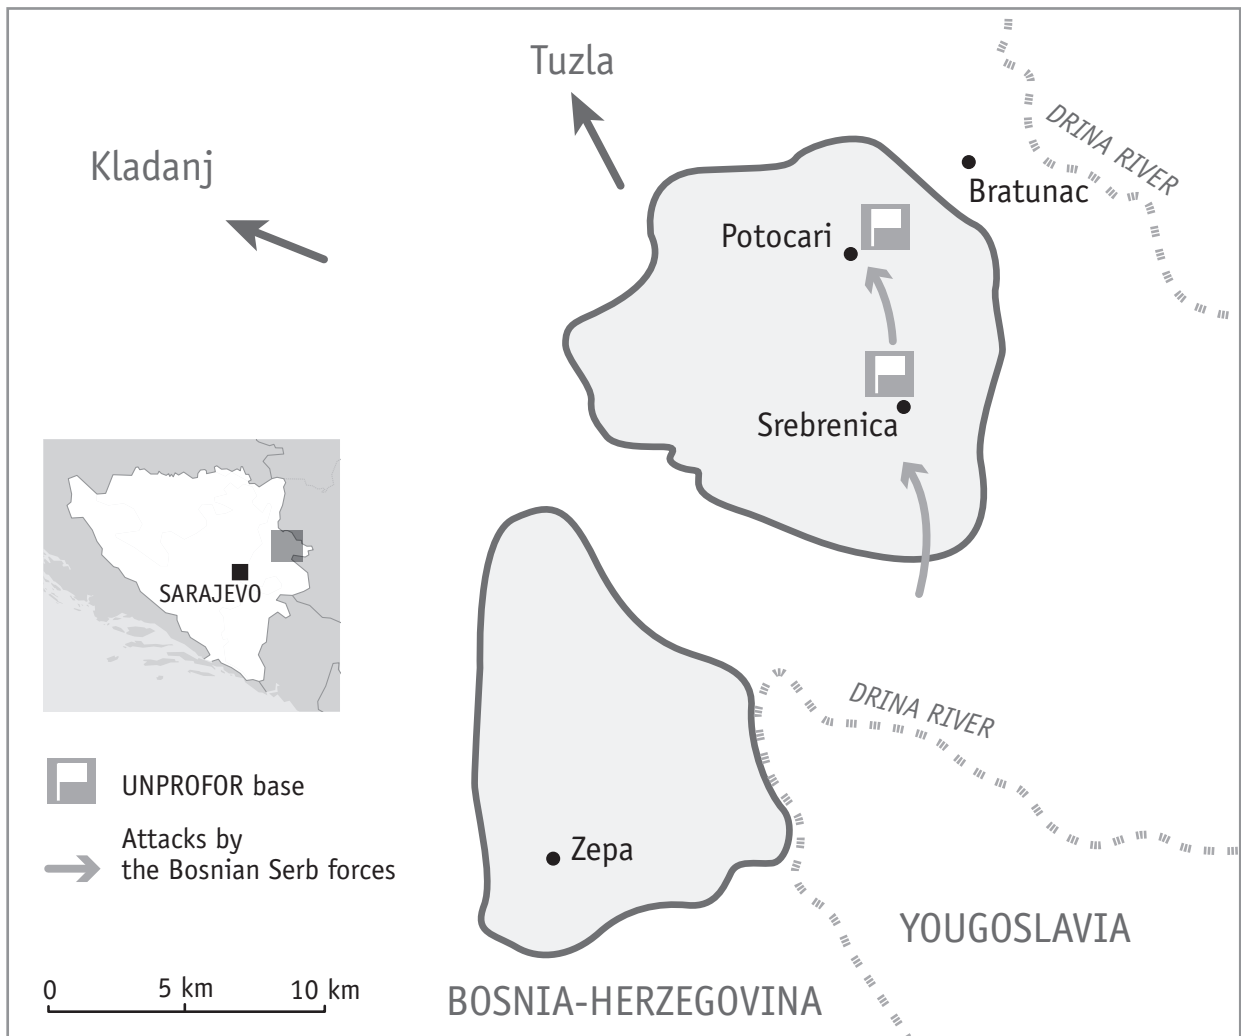 Tuzla
Kladanj
DRINA RIVER
Bratunac
Potocari
Srebrenica
SARAJEVO
DRINA RIVER
UNPROFOR base
Attacks by
the Bosnian Serb forces
Zepa
YOUGOSLAVIA
0 5 km 10 km
BOSNIA-HERZEGOVINA